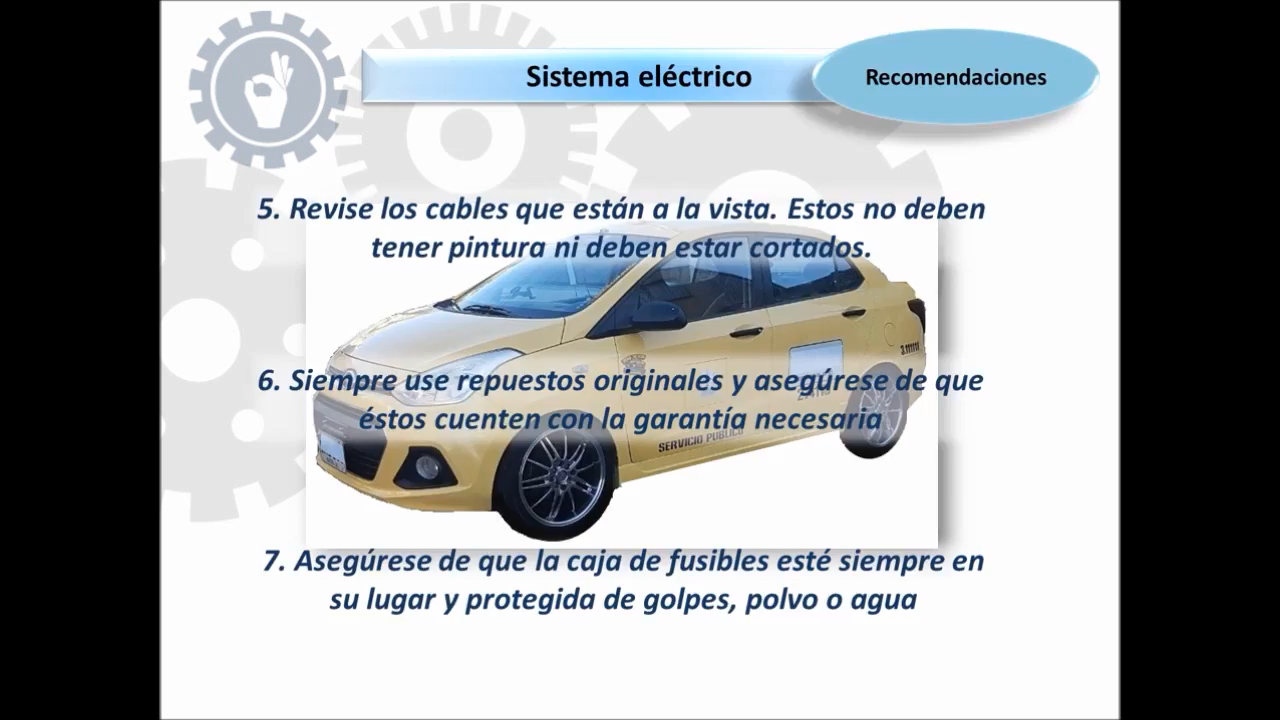 Sistema eléctrico
Recomendaciones
5. Revise los cables que están a la vista. Estos no deben
tener pintura ni deben estar cortados.
6. Siempre use repuestos originales y asegúrese de que
éstos cuenten con la garantía necesaria
SERVICIO PUBLICO
7. Asegúrese de que la caja de fusibles esté siempre en
su lugar y protegida de golpes, polvo o agua